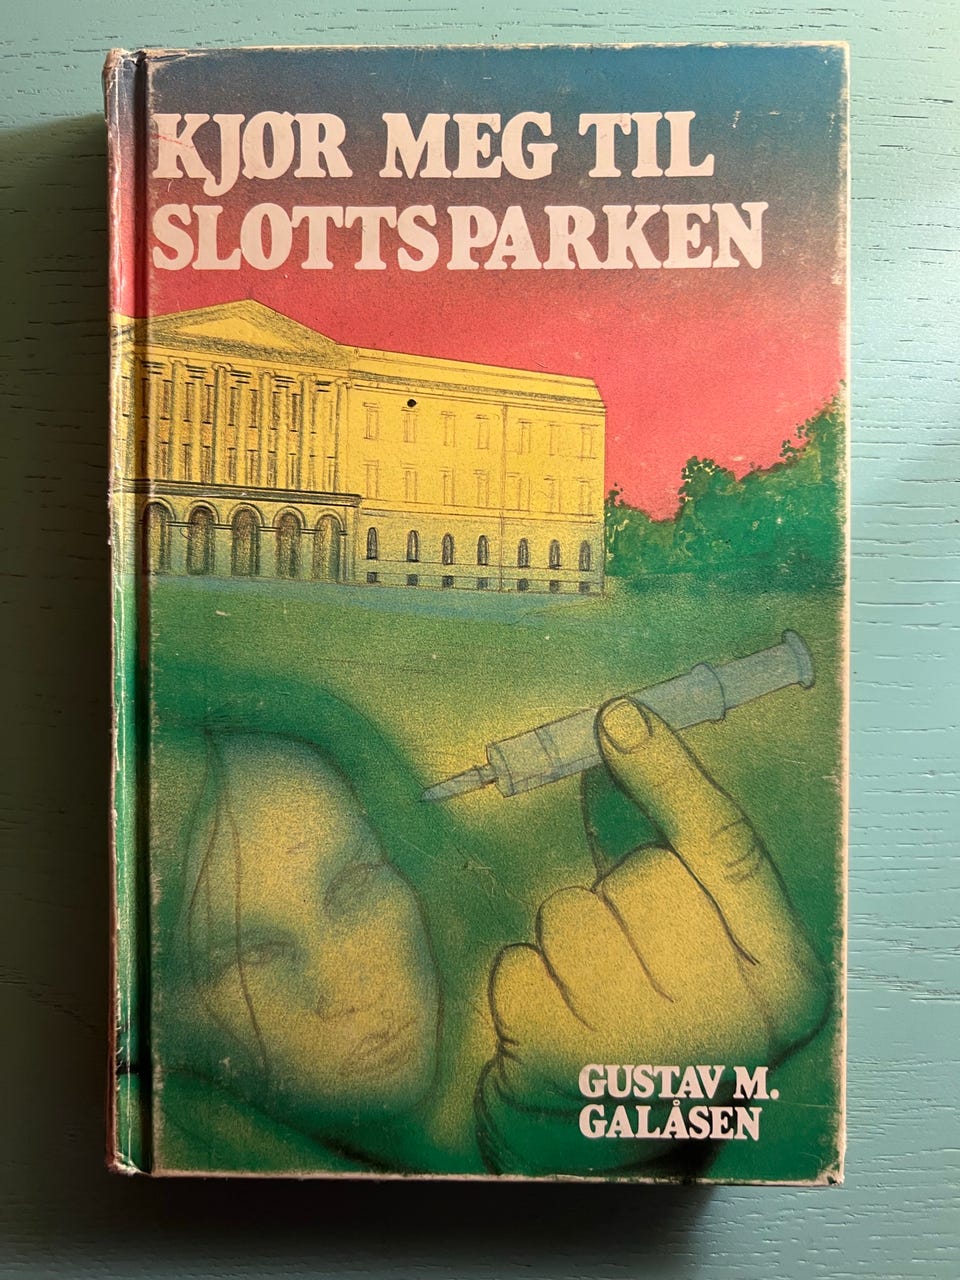 KJØR MEG TIL
SLOTTSPARKEN
GUSTAV M.
GALÅSEN